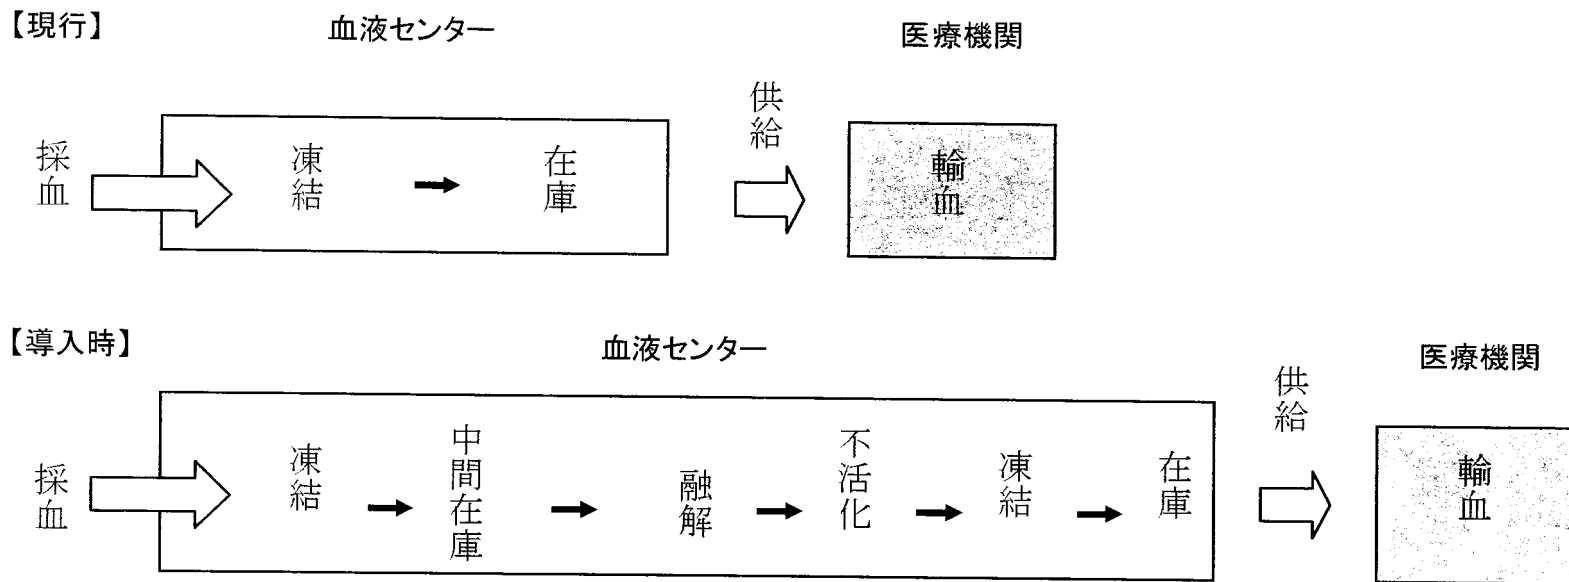 【現行】
血液センター
医療機関
採血
凍結
在庫
供給
輸血
【導入時】
血液センター
医療機関
採血
凍結
中間在庫
融解
不活化
凍結
在庫
供給
輸血